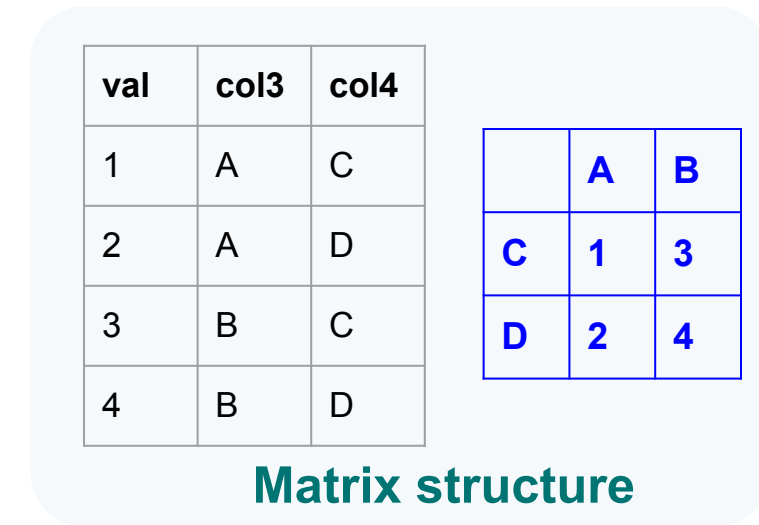 val col3 col4
1 A C
2 A D
3 B C
4 B D
A B
C 1 3
D 2 4
Matrix structure